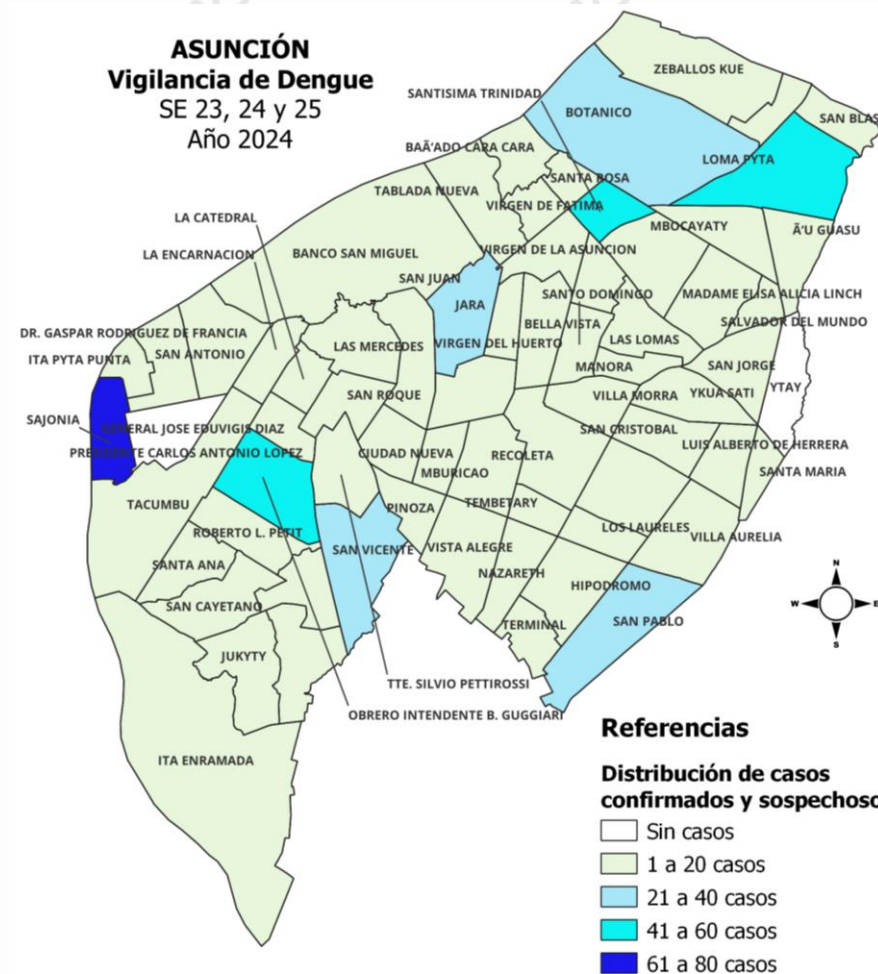 ASUNCIÓN
Vigilancia de Dengue
SE 23, 24 y 25
Año 2024
ZEBALLOS KUE
SANTISIMA TRINIDAD
BOTANICO
SAN BLAS
BAÃ'ADO CARA CARA
LOMA PYTA
SANTA ROSA
TABLADA NUEVA
VIRGEN DE FATIMA
LA CATEDRAL
MBOCAYATY
Ã'U GUASU
LA ENCARNACION
BANCO SAN MIGUEL
VIRGEN DE LA ASUNCION
SAN JUAN
SANTO DOMINGO
MADAME ELISA ALICIA LINCH
JARA
BELLA VISTA
SALVADOR DEL MUNDO
DR. GASPAR RODRIGUEZ DE FRANCIA
LAS MERCEDES
VIRGEN DEL HUERTO
LAS LOMAS
ITA PYTA PUNTA
SAN ANTONIO
MANORA
SAN JORGE
SAN ROQUE
VILLA MORRA
YKUA SATI
YTAY
SAJONIA
GENERAL JOSE EDUVIGIS DIAZ
SAN CRISTOBAL
PRESIDENTE CARLOS ANTONIO LOPEZ
CIUDAD NUEVA
RECOLETA
LUIS ALBERTO DE HERRERA
MBURICAO
SANTA MARIA
TACUMBU
PINOZA
TEMBETARY
ROBERTO L. PETIT
LOS LAURELES
VILLA AURELIA
SAN VICENTE
VISTA ALEGRE
SANTA ANA
NAZARETH
HIPODROMO
SAN CAYETANO
TERMINAL
SAN PABLO
N
W
E
S
JUKYTY
TTE. SILVIO PETTIROSSI
OBRERO INTENDENTE B. GUGGIARI
ITA ENRAMADA
Referencias
Distribución de casos
confirmados y sospechoso
Sin casos
1 a 20 casos
21 a 40 casos
41 a 60 casos
61 a 80 casos